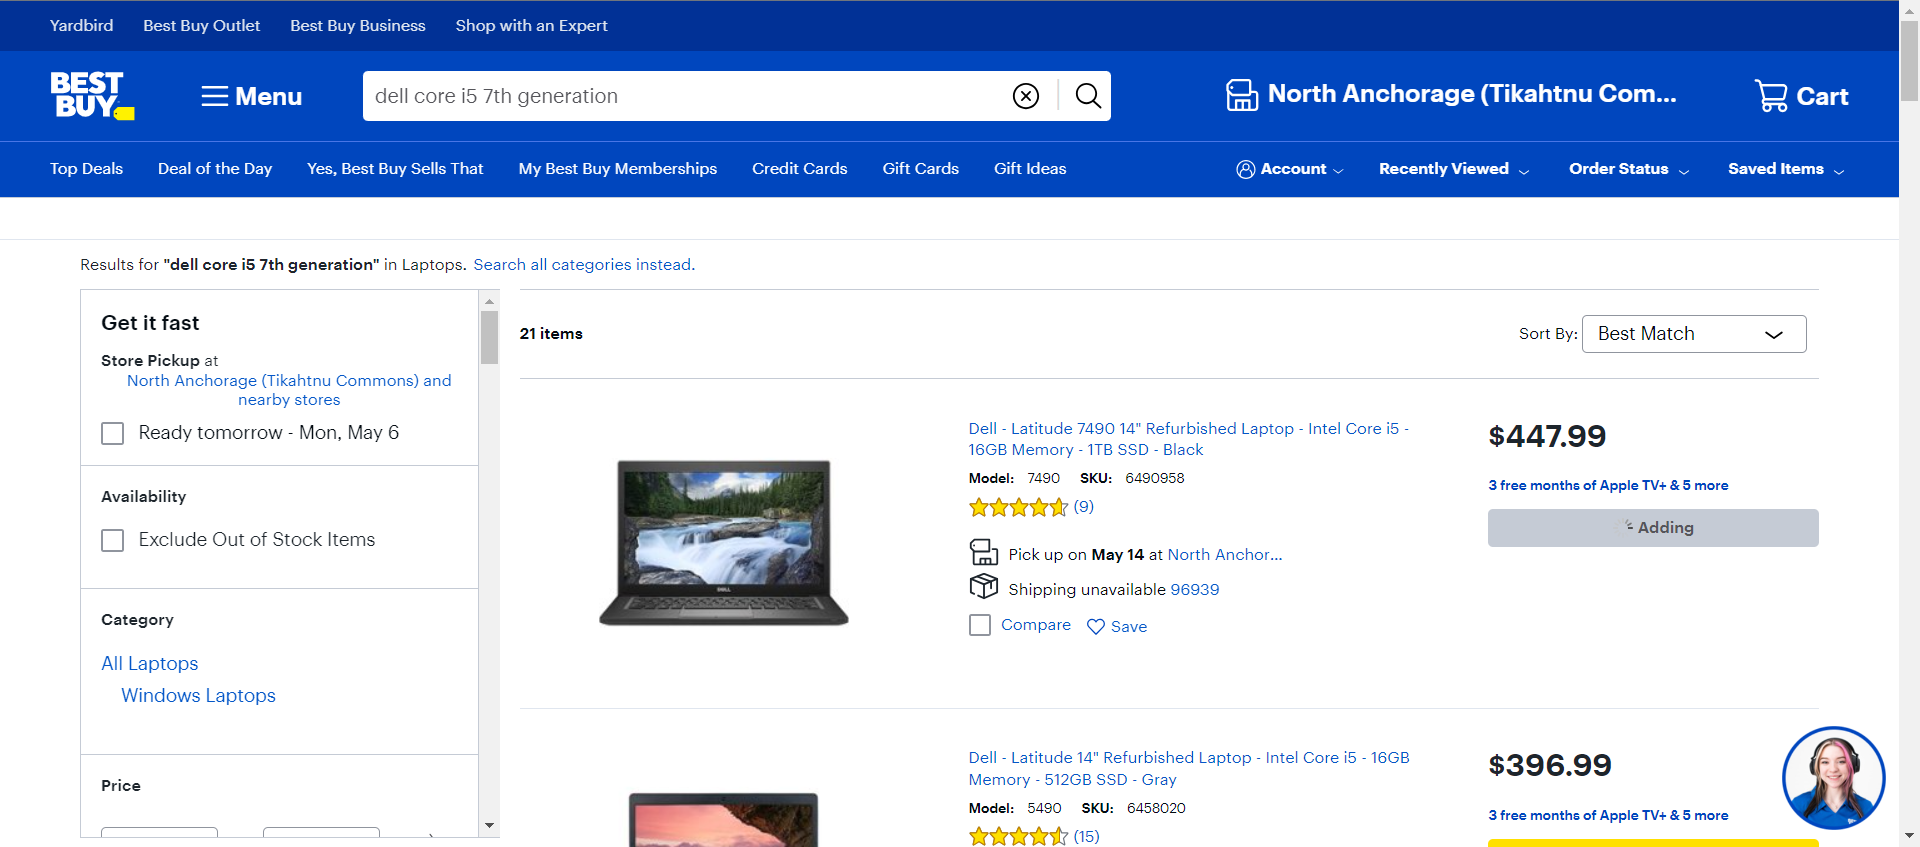 Yardbird Best Buy Outlet Best Buy Business Shop with an Expert
BEST
BUY
Menu
dell core i5 7th generation
North Anchorage (Tikahtnu Com...
Cart
Top Deals Deal of the Day Yes, Best Buy Sells That My Best Buy Memberships Credit Cards Gift Cards Gift Ideas Account Recently Viewed Order Status Saved Items
Results for "dell core i5 7th generation" in Laptops. Search all categories instead.
Get it fast
Store Pickup at
North Anchorage (Tikahtnu Commons) and
nearby stores
Ready tomorrow - Mon, May 6
Availability
Exclude Out of Stock Items
Category
All Laptops
Windows Laptops
Price
21 items
Sort By: Best Match
Dell - Latitude 7490 14" Refurbished Laptop - Intel Core i5 -
16GB Memory - 1TB SSD - Black
Model: 7490 SKU: 6490958
(9)
Pick up on May 14 at North Anchor...
Shipping unavailable 96939
Compare Save
$447.99
3 free months of Apple TV+ & 5 more
Adding
DELL
Dell - Latitude 14" Refurbished Laptop - Intel Core i5 - 16GB
Memory - 512GB SSD - Gray
Model: 5490 SKU: 6458020
(15)
$396.99
3 free months of Apple TV+ & 5 more